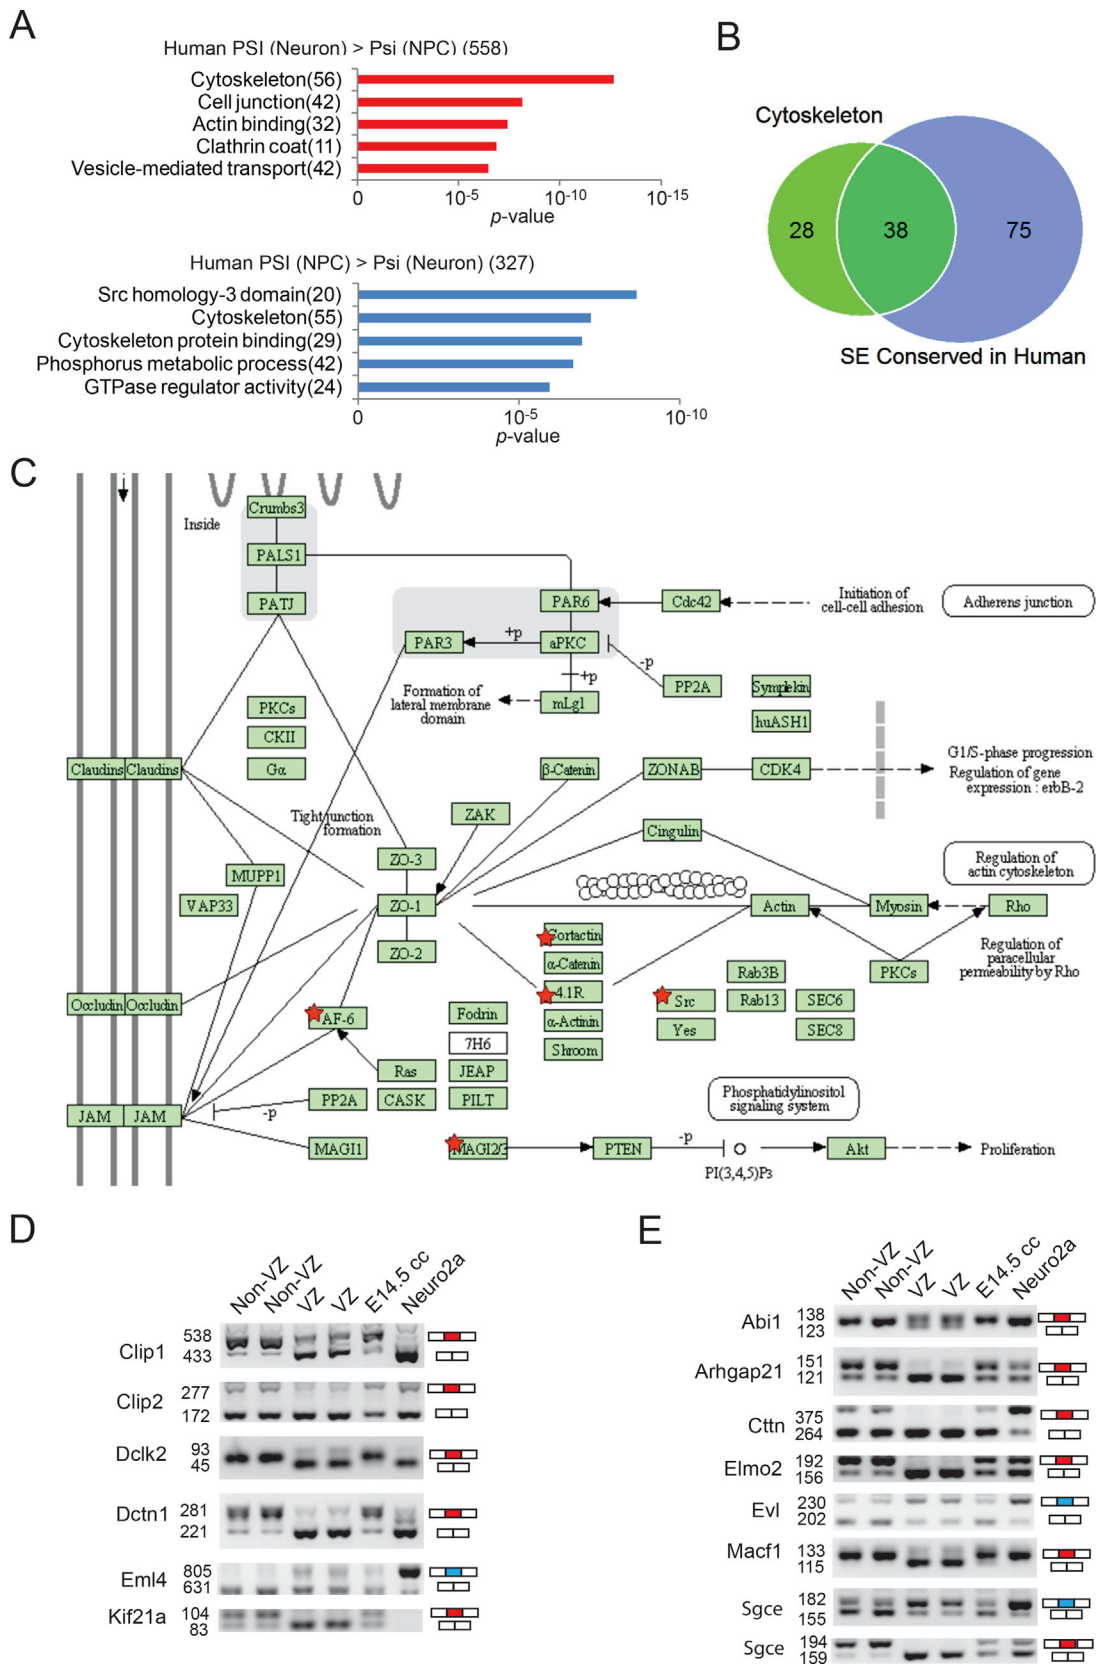 A
Human PSI (Neuron) > Psi (NPC) (558)
Cytoskeleton(56)
Cell junction(42)
Actin binding(32)
Clathrin coat(11)
Vesicle-mediated transport(42)
0 10-5 10-10 10-15
p-value
Human PSI (NPC) > Psi (Neuron) (327)
Src homology-3 domain(20)
Cytoskeleton(55)
Cytoskeleton protein binding(29)
Phosphorus metabolic process(42)
GTPase regulator activity(24)
0 10-5 10-10
p-value
B
Cytoskeleton
28 38 75
SE Conserved in Human
C
Inside
Crumbs3
PALS1
PATJ
PAR6
Cdc42
Initiation of
cell-cell adhesion
Adherens junction
PAR3
+p
aPKC
-p
+p
PP2A
Symplekin
Formation of
lateral membrane
domain
mLgl
huASH1
PKCs
CKII
Gα
Claudins Claudins
β-Catenin
ZONAB
CDK4
G1/S-phase progression
Regulation of gene
expression : erbB-2
Tight junction
formation
ZAK
Cingulin
ZO-3
MUPP1
VAP33
ZO-1
ZO-2
Actin
Myosin
Rho
Regulation of
actin cytoskeleton
Regulation of
paracellular
permeability by Rho
PKCs
Cortactin
α-Catenin
4.1R
α-Actinin
Shroom
Rab3B
Rab13
Src
Yes
SEC6
SEC8
Occludin Occludin
AF-6
Fodrin
7H6
JEAP
PILT
Ras
CASK
PP2A
-p
JAM JAM
MAGI1
MAGI2/3
PTEN
-p
PI(3,4,5)P3
Phosphatidylinositol
signaling system
Akt
Proliferation
D
Non-VZ Non-VZ VZ VZ E14.5 cc Neuro2a
Clip1 538 433
Clip2 277 172
Dclk2 93 45
Dctn1 281 221
Eml4 805 631
Kif21a 104 83
E
Non-VZ Non-VZ VZ VZ E14.5 cc Neuro2a
Abi1 138 123
Arhgap21 151 121
Cttn 375 264
Elmo2 192 156
Evl 230 202
Macf1 133 115
Sgce 182 155
Sgce 194 159